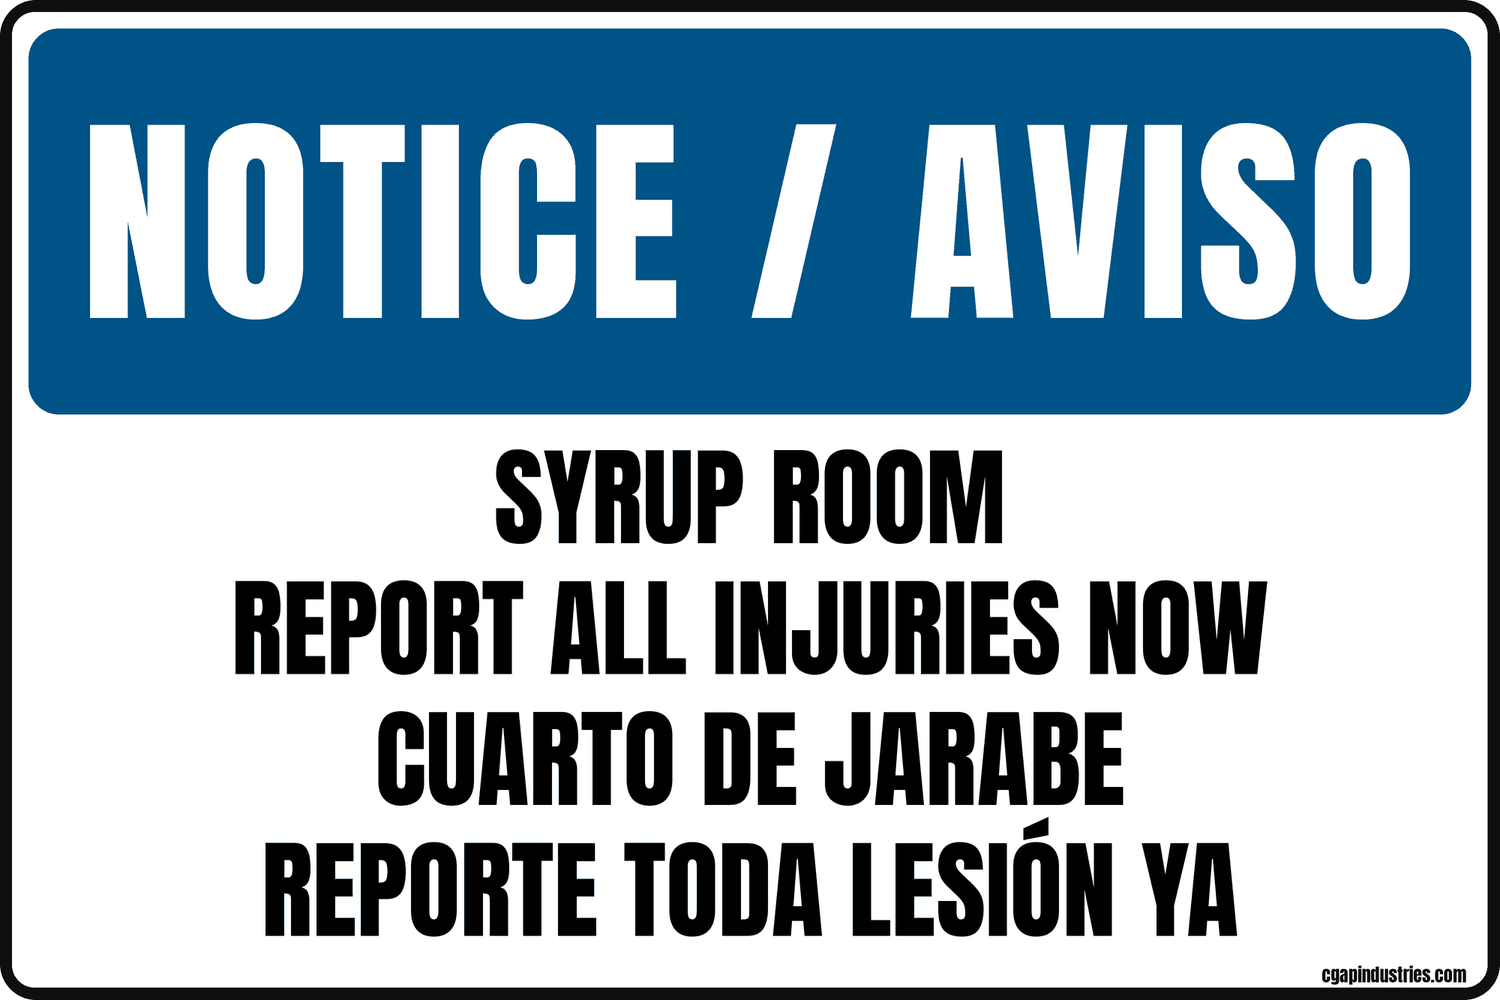 NOTICE / AVISO
SYRUP ROOM
REPORT ALL INJURIES NOW
CUARTO DE JARABE
REPORTE TODA LESIÓN YA
cgapindustries.com